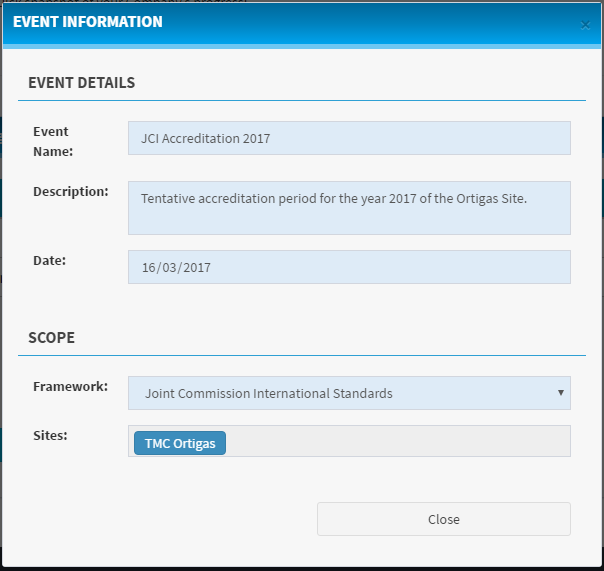 EVENT INFORMATION
×
EVENT DETAILS
Event
Name:
JCI Accreditation 2017
Description:
Tentative accreditation period for the year 2017 of the Ortigas Site.
Date:
16/03/2017
SCOPE
Framework:
Joint Commission International Standards
Sites:
TMC Ortigas
Close